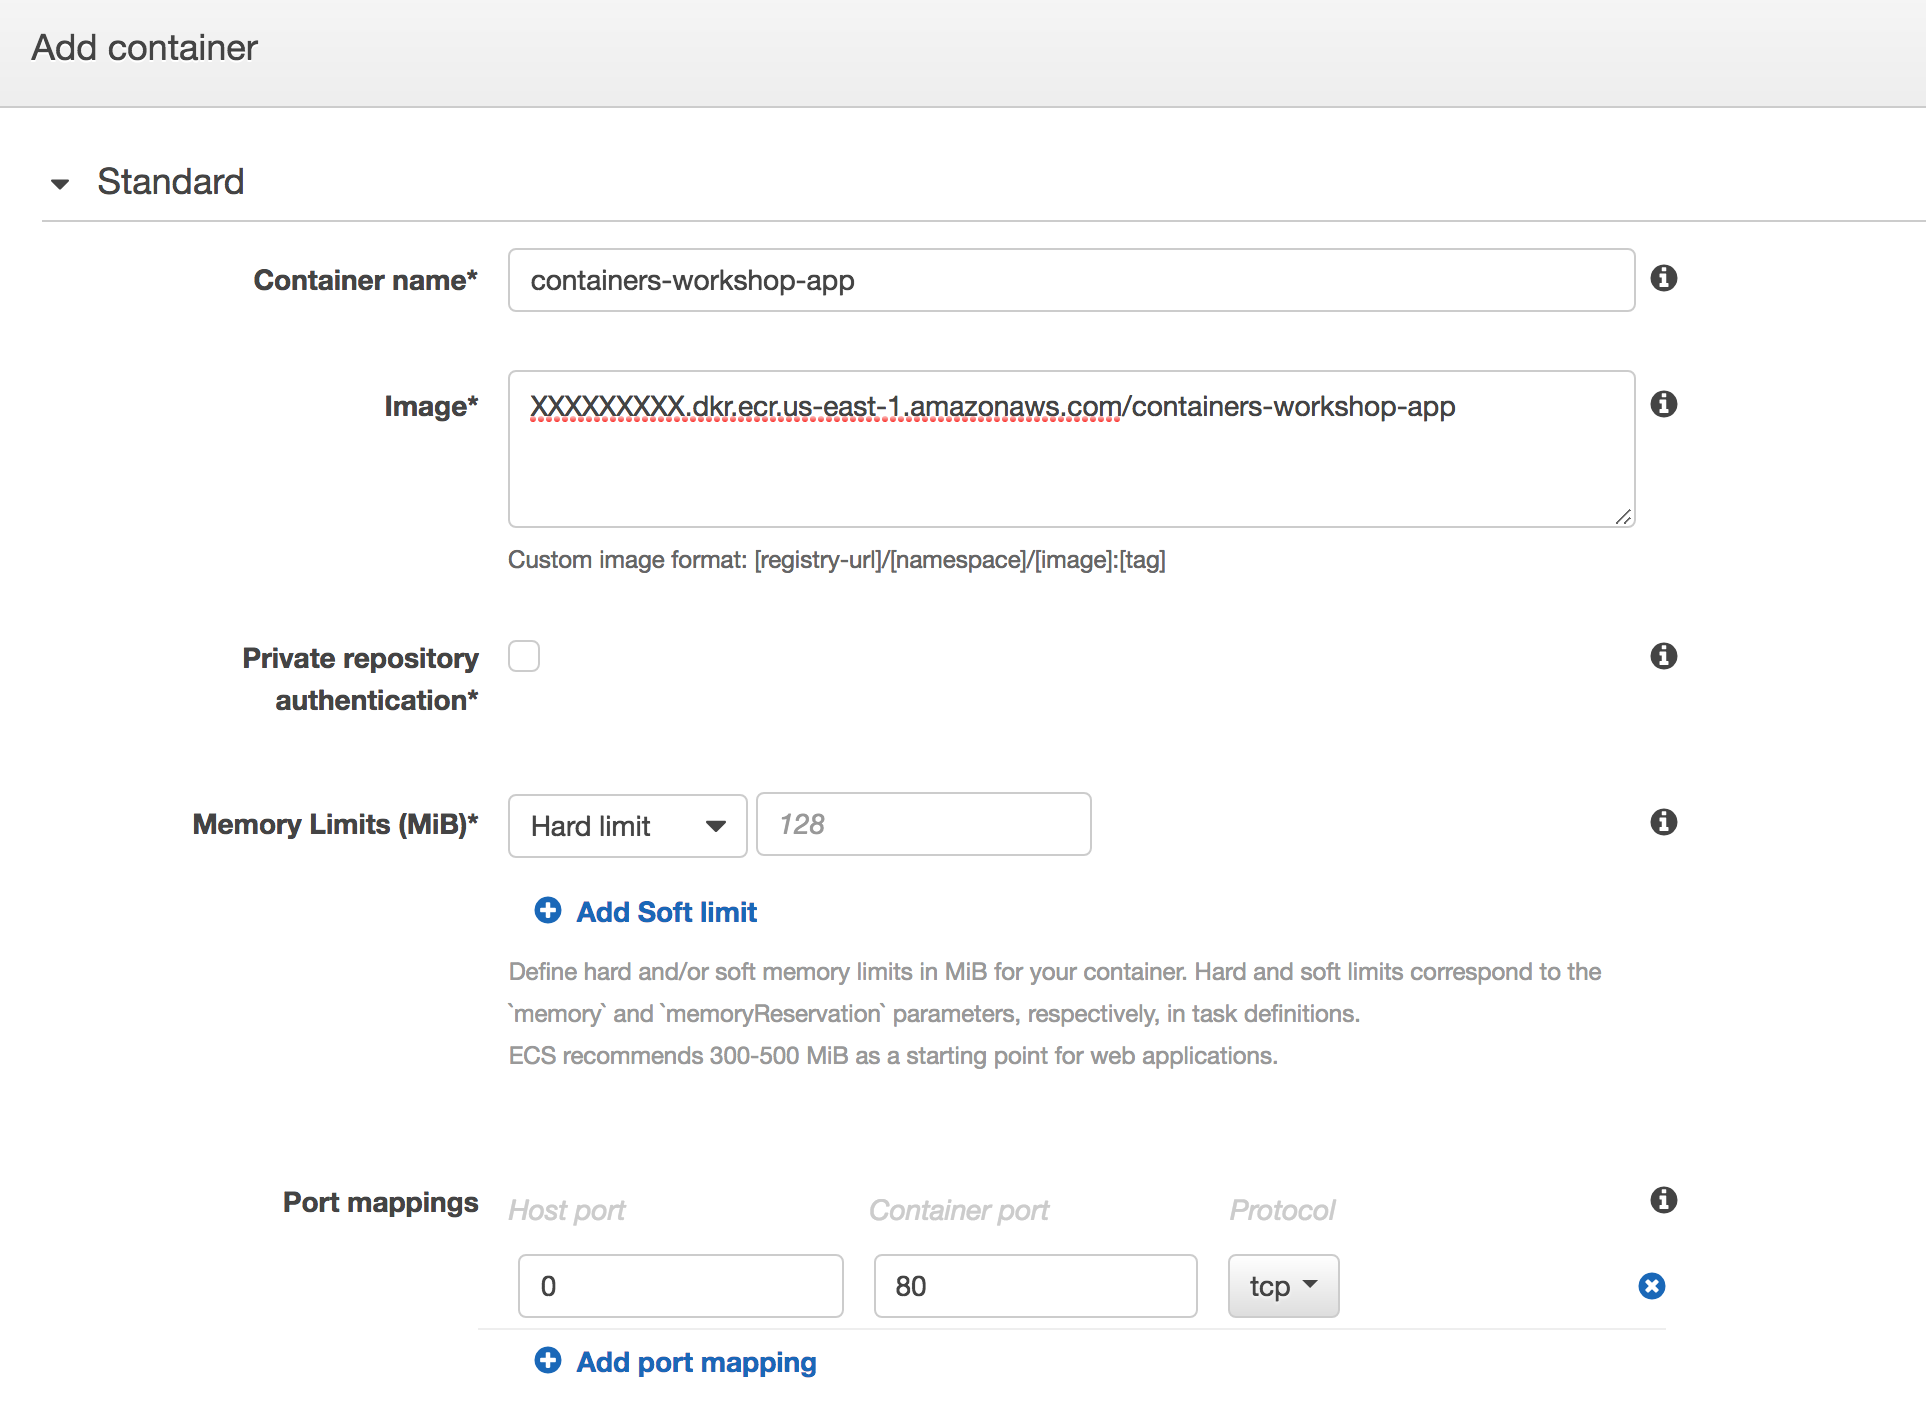 Add container
Standard
Container name*
containers-workshop-app
Image*
XXXXXXXXX.dkr.ecr.us-east-1.amazonaws.com/containers-workshop-app
Custom image format: [registry-url]/[namespace]/[image]:[tag]
Private repository
authentication*
Memory Limits (MiB)*
Hard limit
128
Add Soft limit
Define hard and/or soft memory limits in MiB for your container. Hard and soft limits correspond to the
`memory` and `memoryReservation` parameters, respectively, in task definitions.
ECS recommends 300-500 MiB as a starting point for web applications.
Port mappings
Host port
Container port
Protocol
0
80
tcp
Add port mapping